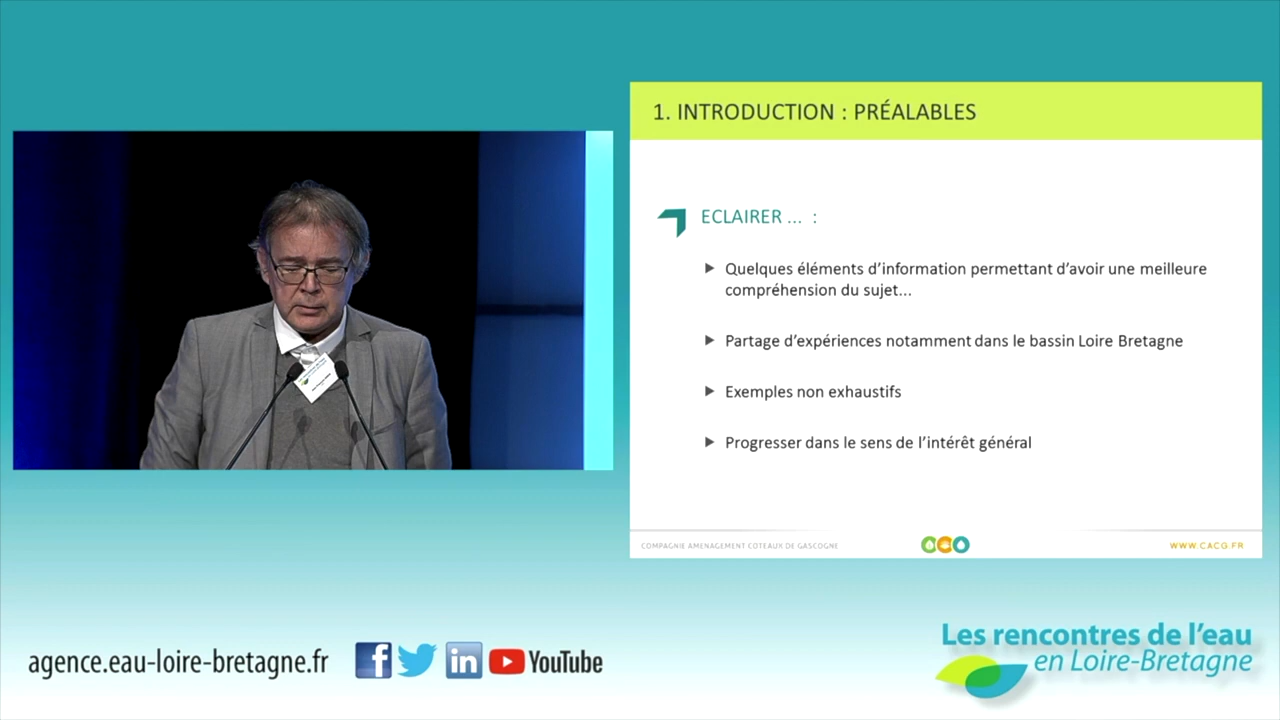 1. INTRODUCTION : PRÉALABLES
ECLAIRER ... :
Quelques éléments d'information permettant d'avoir une meilleure
compréhension du sujet...
Partage d'expériences notamment dans le bassin Loire Bretagne
Exemples non exhaustifs
Progresser dans le sens de l'intérêt général
COMPAGNIE AMENAGEMENT COTEAUX DE GASCOGNE
WWW.CACG.FR
agence.eau-loire-bretagne.fr
YouTube
Les rencontres de l'eau
en Loire-Bretagne